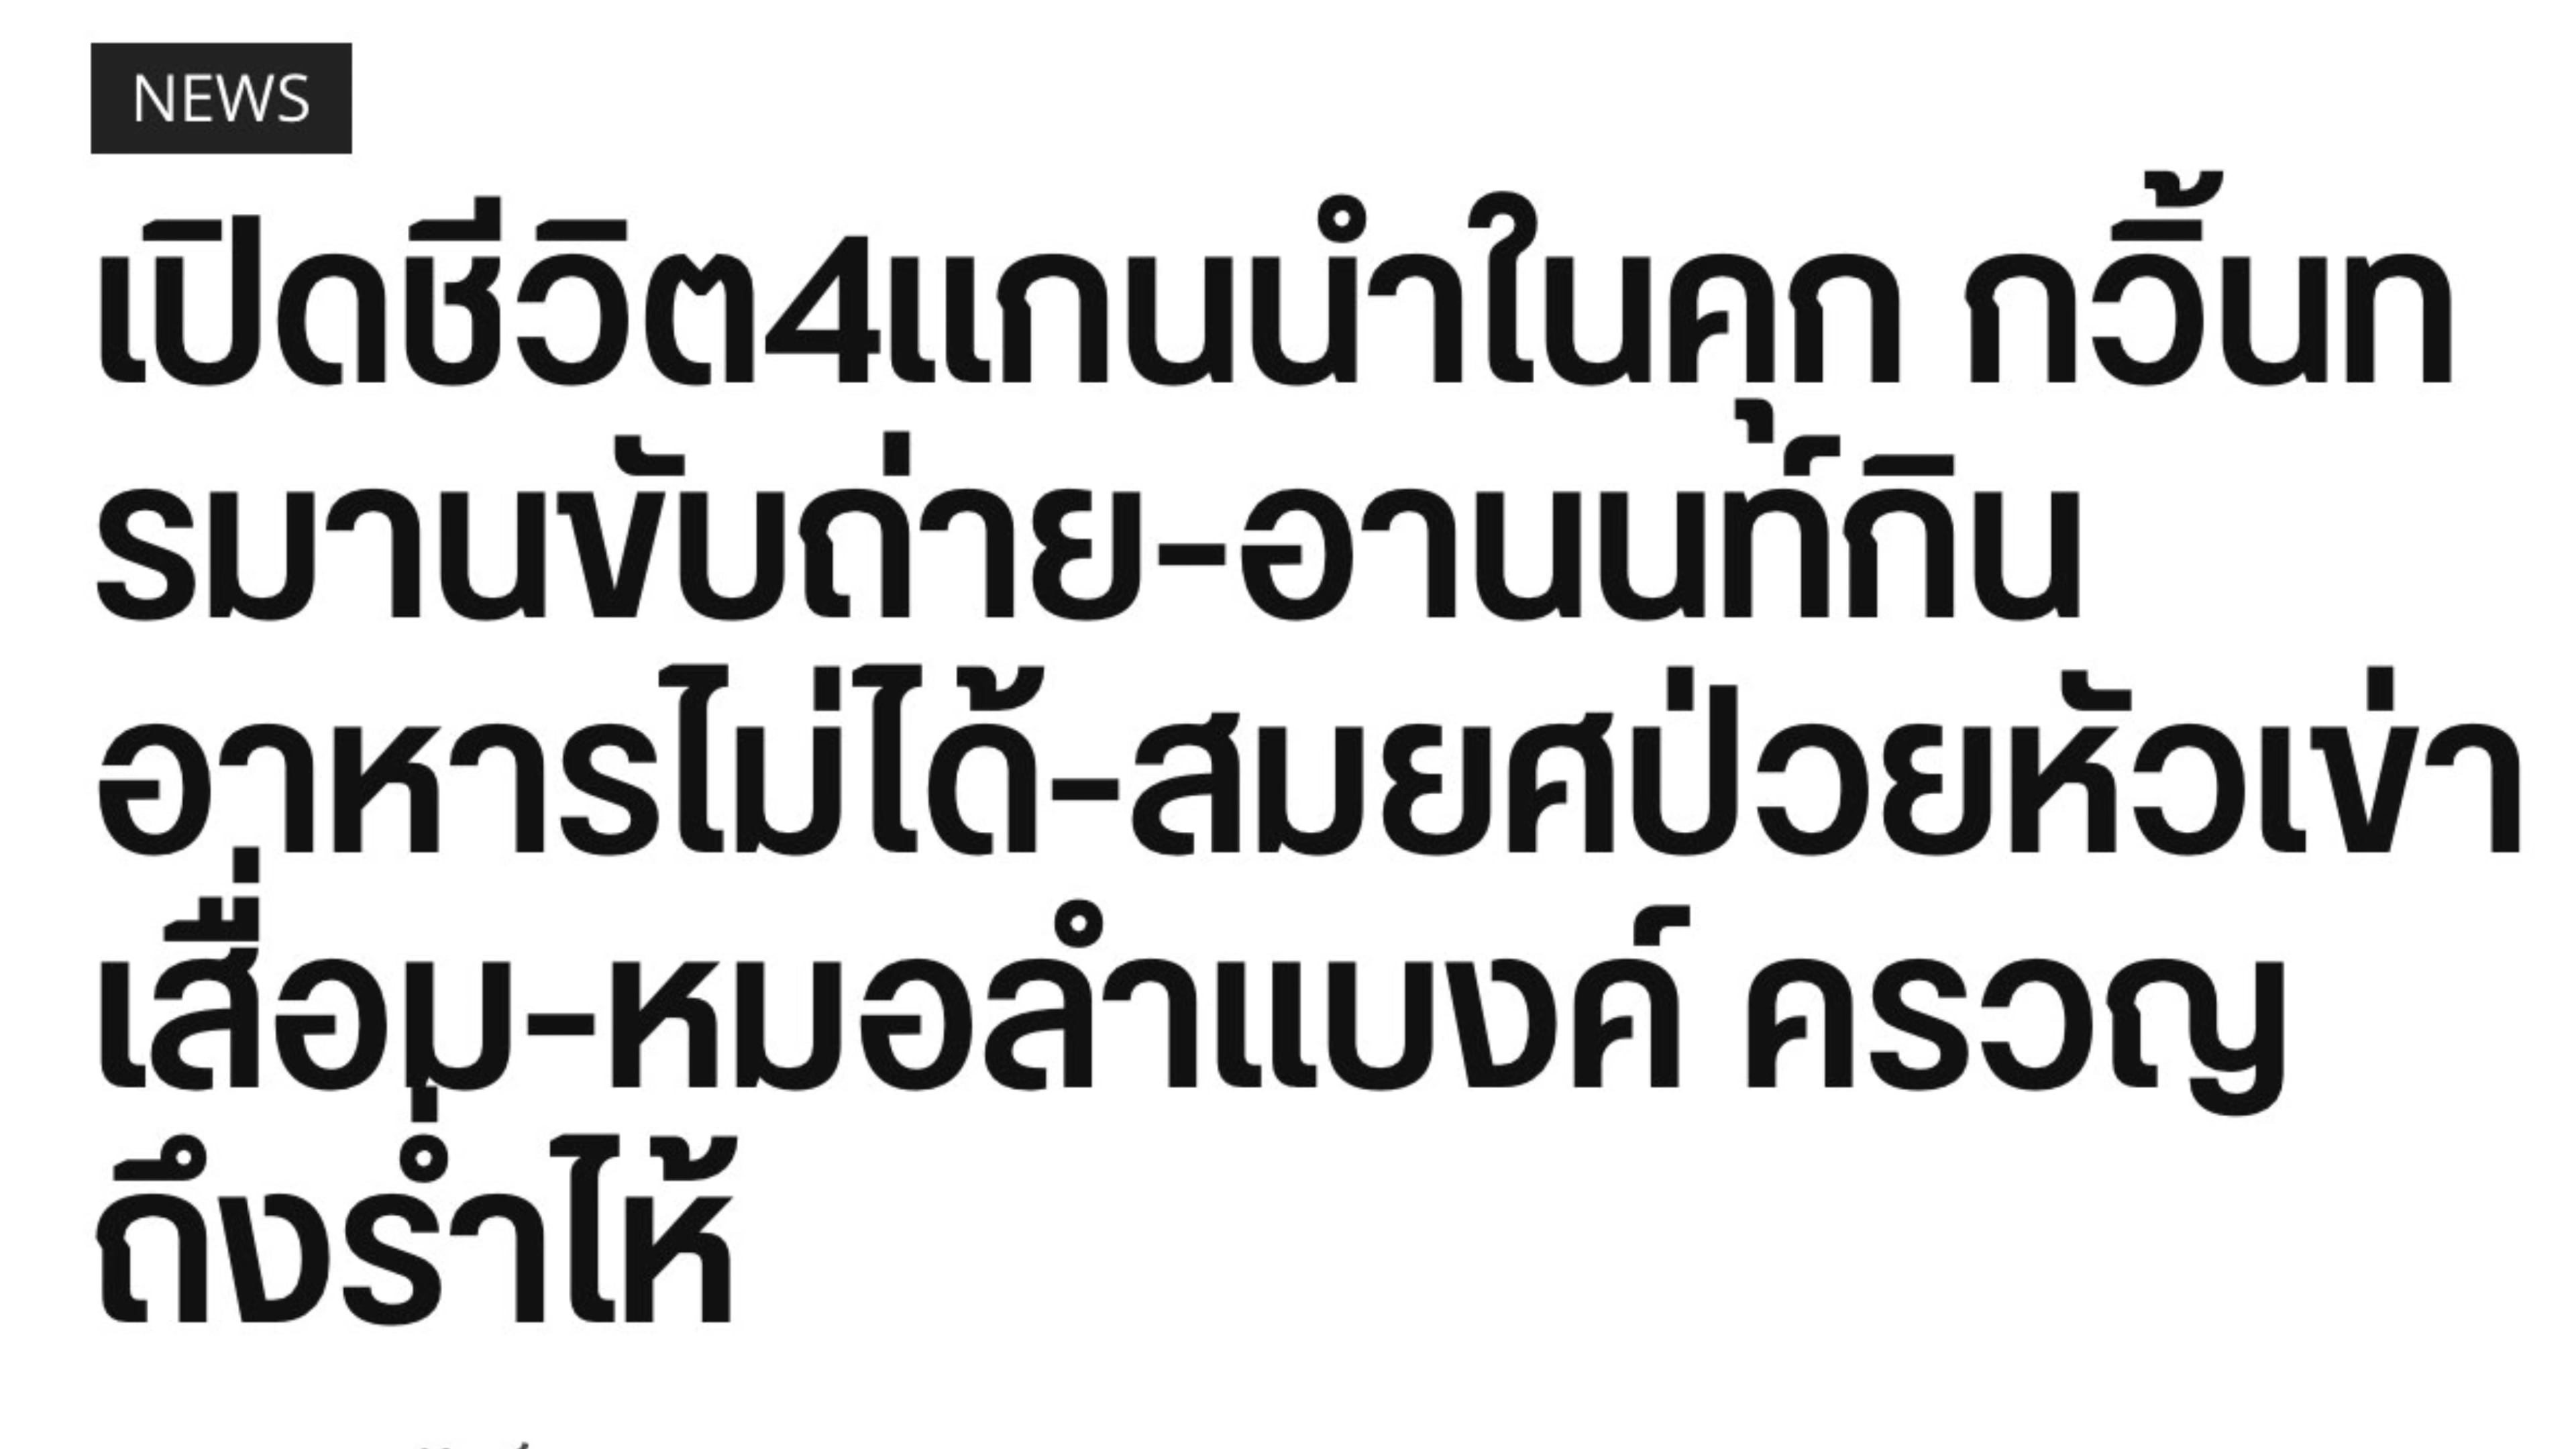 NEWS
เปิดชีวิต4แกนนำในคุก กวิ้นท
รมานขับถ่าย-อานนท์กิน
อาหารไม่ได้-สมยศป่วยหัวเข่า
เสื่อม-หมอลำแบงค์ ครวญ
ถึงร่ำไห้